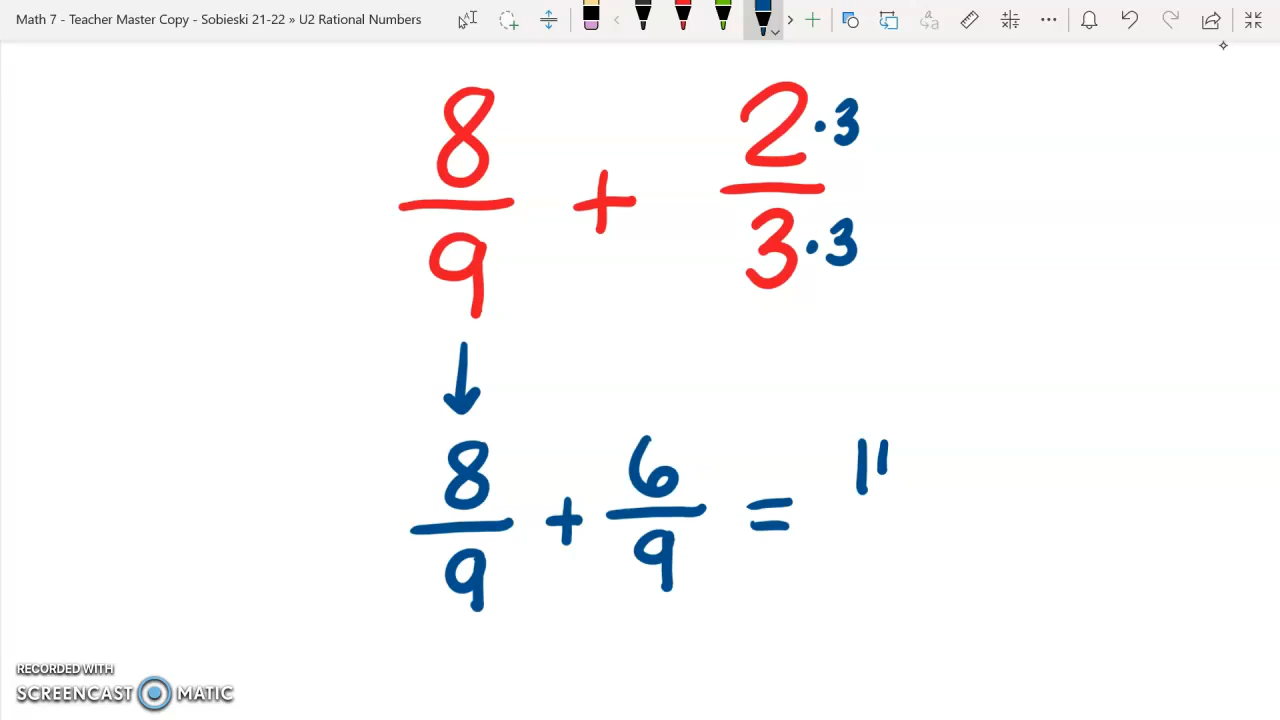 Math 7 - Teacher Master Copy - Sobieski 21-22 » U2 Rational Numbers
8/9 + 2·3/3·3
↓
8/9 + 6/9 =
RECORDED WITH
SCREENCAST MATIC